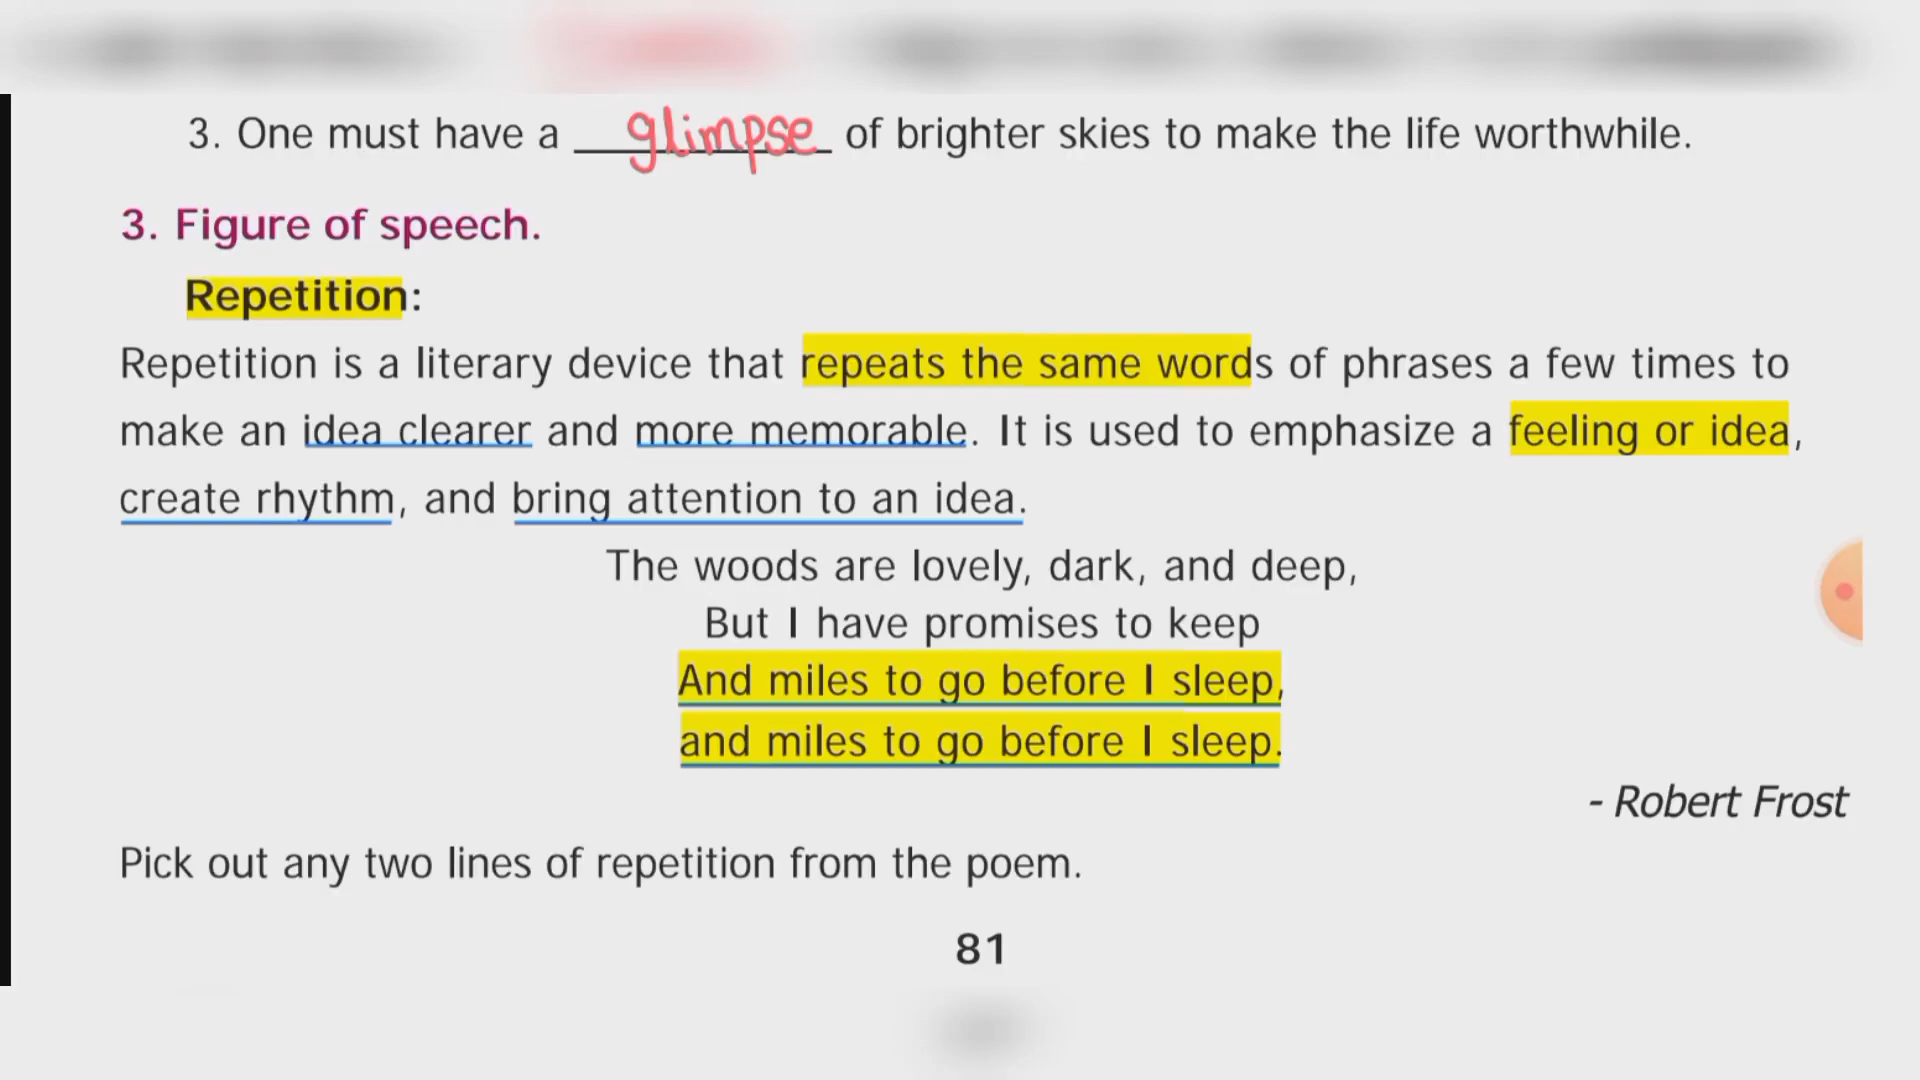 3. One must have a glimpse of brighter skies to make the life worthwhile.
3. Figure of speech.
Repetition:
Repetition is a literary device that repeats the same words of phrases a few times to
make an idea clearer and more memorable. It is used to emphasize a feeling or idea,
create rhythm, and bring attention to an idea.
The woods are lovely, dark, and deep,
But I have promises to keep
And miles to go before I sleep,
and miles to go before I sleep.
- Robert Frost
Pick out any two lines of repetition from the poem.
81